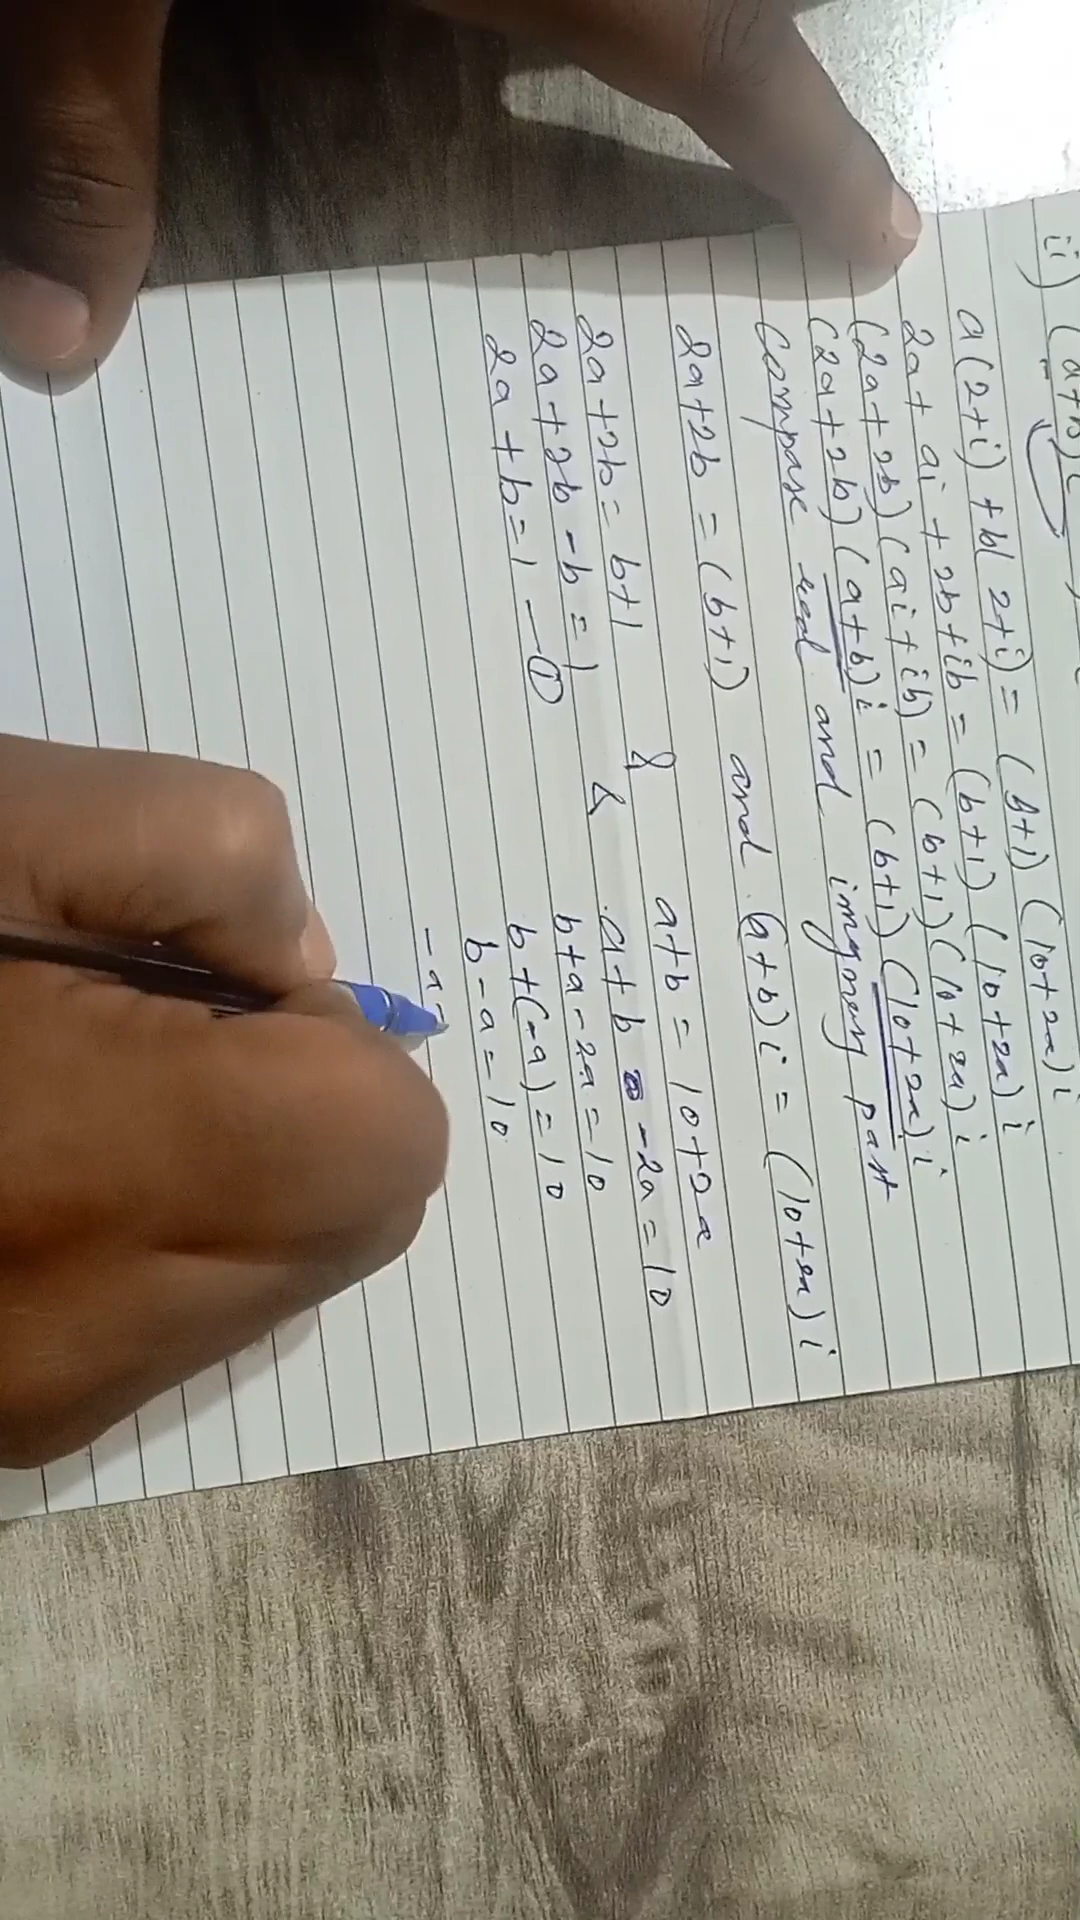 ii) (a+b)(
a(2+i) + b(2+i) = (b+1) (10+2a) i
2a + ai + 2b + ib = (b+1) (10+2a) i
(2a+2b) (ai+ib) = (b+1) (10+2a) i
(2a+2b) (a+b)i = (b+1) (10+2a) i
Compare real and imgnary part
2a+2b = (b+1) and (a+b)i = (10+2a) i
2a+2b = b+1 & a+b = 10+2a
2a+2b-b=1 & a+b -2a=10
2a+b=1 -① b+a-2a=10
b+(-a)=10
b-a=10
-a